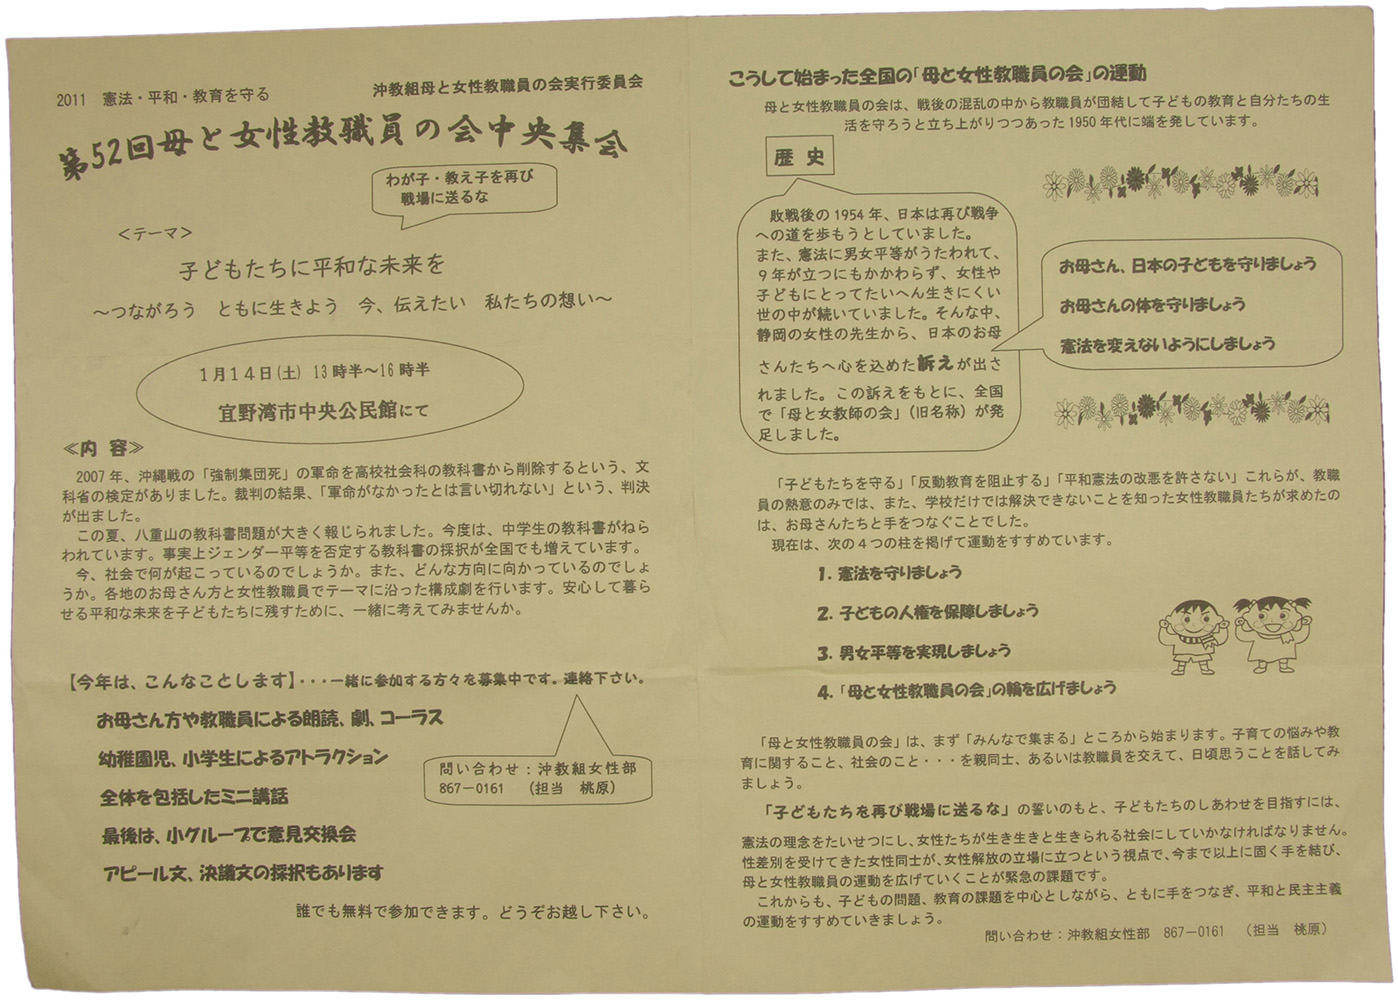 2011　憲法・平和・教育を守る　　沖教組母と女性教職員の会実行委員会
第52回母と女性教職員の会中央集会
わが子・教え子を再び
戦場に送るな
＜テーマ＞
子どもたちに平和な未来を
～つながろう　ともに生きよう　今、伝えたい　私たちの想い～
1月14日(土)　13時半～16時半
宜野湾市中央公民館にて
≪内 容≫
2007年、沖縄戦の「強制集団死」の軍命を高校社会科の教科書から削除するという、文
科省の検定がありました。裁判の結果、「軍命がなかったとは言い切れない」という、判決
が出ました。
この夏、八重山の教科書問題が大きく報じられました。今度は、中学生の教科書がねら
われています。事実上ジェンダー平等を否定する教科書の採択が全国でも増えています。
今、社会で何が起こっているのでしょうか。また、どんな方向に向かっているのでしょ
うか。各地のお母さん方と女性教職員でテーマに沿った構成劇を行います。安心して暮ら
せる平和な未来を子どもたちに残すために、一緒に考えてみませんか。
【今年は、こんなことします】・・・一緒に参加する方々を募集中です。連絡下さい。
お母さん方や教職員による朗読、劇、コーラス
幼稚園児、小学生によるアトラクション
全体を包括したミニ講話
最後は、小グループで意見交換会
アピール文、決議文の採択もあります
問い合わせ：沖教組女性部
867－0161　（担当　桃原）
誰でも無料で参加できます。どうぞお越し下さい。
こうして始まった全国の「母と女性教職員の会」の運動
母と女性教職員の会は、戦後の混乱の中から教職員が団結して子どもの教育と自分たちの生
活を守ろうと立ち上がりつつあった1950年代に端を発しています。
歴 史
敗戦後の1954年、日本は再び戦争
への道を歩もうとしていました。
また、憲法に男女平等がうたわれて、
9年が立つにもかかわらず、女性や
子どもにとってたいへん生きにくい
世の中が続いていました。そんな中、
静岡の女性の先生から、日本のお母
さんたちへ心を込めた訴えが出さ
れました。この訴えをもとに、全国
で「母と女教師の会」（旧名称）が発
足しました。
お母さん、日本の子どもを守りましょう
お母さんの体を守りましょう
憲法を変えないようにしましょう
「子どもたちを守る」「反動教育を阻止する」「平和憲法の改悪を許さない」これらが、教職
員の熱意のみでは、また、学校だけでは解決できないことを知った女性教職員たちが求めたの
は、お母さんたちと手をつなぐことでした。
現在は、次の4つの柱を掲げて運動をすすめています。
1. 憲法を守りましょう
2. 子どもの人権を保障しましょう
3. 男女平等を実現しましょう
4. 「母と女性教職員の会」の輪を広げましょう
「母と女性教職員の会」は、まず「みんなで集まる」ところから始まります。子育ての悩みや教
育に関すること、社会のこと・・・を親同士、あるいは教職員を交えて、日頃思うことを話してみ
ましょう。
「子どもたちを再び戦場に送るな」の誓いのもと、子どもたちのしあわせを目指すには、
憲法の理念をたいせつにし、女性たちが生き生きと生きられる社会にしていかなければなりません。
性差別を受けてきた女性同士が、女性解放の立場に立つという視点で、今まで以上に固く手を結び、
母と女性教職員の運動を広げていくことが緊急の課題です。
これからも、子どもの問題、教育の課題を中心としながら、ともに手をつなぎ、平和と民主主義
の運動をすすめていきましょう。
問い合わせ：沖教組女性部　867－0161　（担当　桃原）